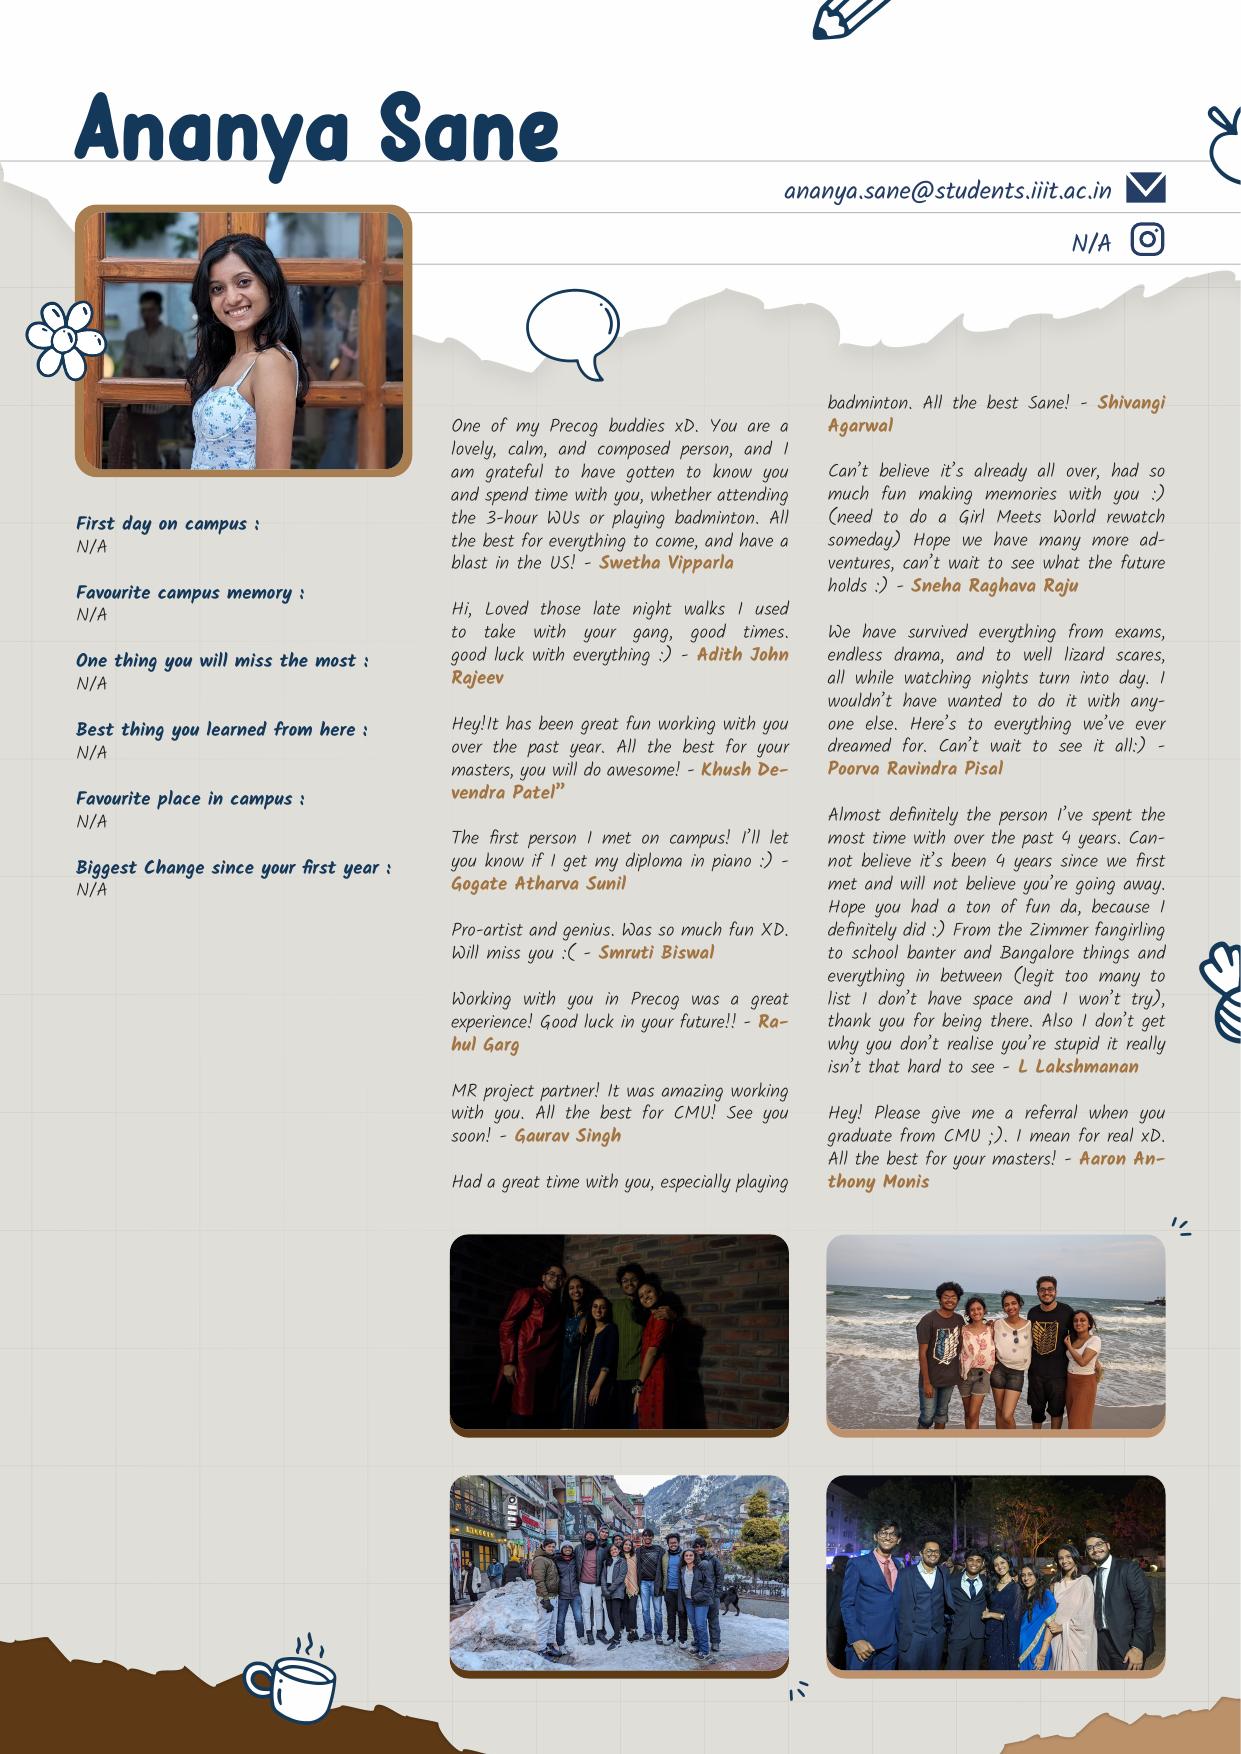 Ananya Sane
ananya.sane@students.iiit.ac.in
N/A
First day on campus :
N/A
Favourite campus memory :
N/A
One thing you will miss the most :
N/A
Best thing you learned from here :
N/A
Favourite place in campus :
N/A
Biggest Change since your first year :
N/A
One of my Precog buddies xD. You are a
lovely, calm, and composed person, and I
am grateful to have gotten to know you
and spend time with you, whether attending
the 3-hour WUs or playing badminton. All
the best for everything to come, and have a
blast in the US! - Swetha Vipparla
Hi, Loved those late night walks I used
to take with your gang, good times.
good luck with everything :) - Adith John
Rajeev
Hey!It has been great fun working with you
over the past year. All the best for your
masters, you will do awesome! - Khush De-
vendra Patel”
The first person I met on campus! I’ll let
you know if I get my diploma in piano :) -
Gogate Atharva Sunil
Pro-artist and genius. Was so much fun XD.
Will miss you :( - Smruti Biswal
Working with you in Precog was a great
experience! Good luck in your future!! - Ra-
hul Garg
MR project partner! It was amazing working
with you. All the best for CMU! See you
soon! - Gaurav Singh
Had a great time with you, especially playing
badminton. All the best Sane! - Shivangi
Agarwal
Can’t believe it’s already all over, had so
much fun making memories with you :)
(need to do a Girl Meets World rewatch
someday) Hope we have many more ad-
ventures, can’t wait to see what the future
holds :) - Sneha Raghava Raju
We have survived everything from exams,
endless drama, and to well lizard scares,
all while watching nights turn into day. I
wouldn’t have wanted to do it with any-
one else. Here’s to everything we’ve ever
dreamed for. Can’t wait to see it all:) -
Poorva Ravindra Pisal
Almost definitely the person I’ve spent the
most time with over the past 4 years. Can-
not believe it’s been 4 years since we first
met and will not believe you’re going away.
Hope you had a ton of fun da, because I
definitely did :) From the Zimmer fangirling
to school banter and Bangalore things and
everything in between (legit too many to
list I don’t have space and I won’t try),
thank you for being there. Also I don’t get
why you don’t realise you’re stupid it really
isn’t that hard to see - L Lakshmanan
Hey! Please give me a referral when you
graduate from CMU ;). I mean for real xD.
All the best for your masters! - Aaron An-
thony Monis